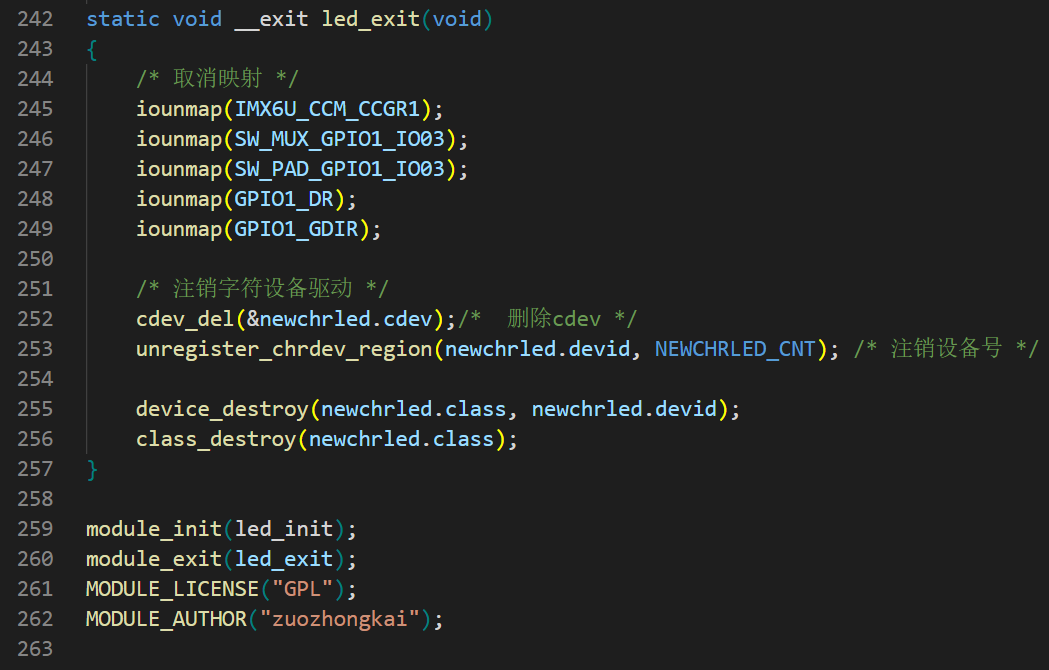 242 static void __exit led_exit(void)
243 {
244     /* 取消映射 */
245     iounmap(IMX6U_CCM_CCGR1);
246     iounmap(SW_MUX_GPIO1_IO03);
247     iounmap(SW_PAD_GPIO1_IO03);
248     iounmap(GPIO1_DR);
249     iounmap(GPIO1_GDIR);
250
251     /* 注销字符设备驱动 */
252     cdev_del(&newchrled.cdev);/*  删除cdev */
253     unregister_chrdev_region(newchrled.devid, NEWCHRLED_CNT); /* 注销设备号 */
254
255     device_destroy(newchrled.class, newchrled.devid);
256     class_destroy(newchrled.class);
257 }
258
259 module_init(led_init);
260 module_exit(led_exit);
261 MODULE_LICENSE("GPL");
262 MODULE_AUTHOR("zuozhongkai");
263